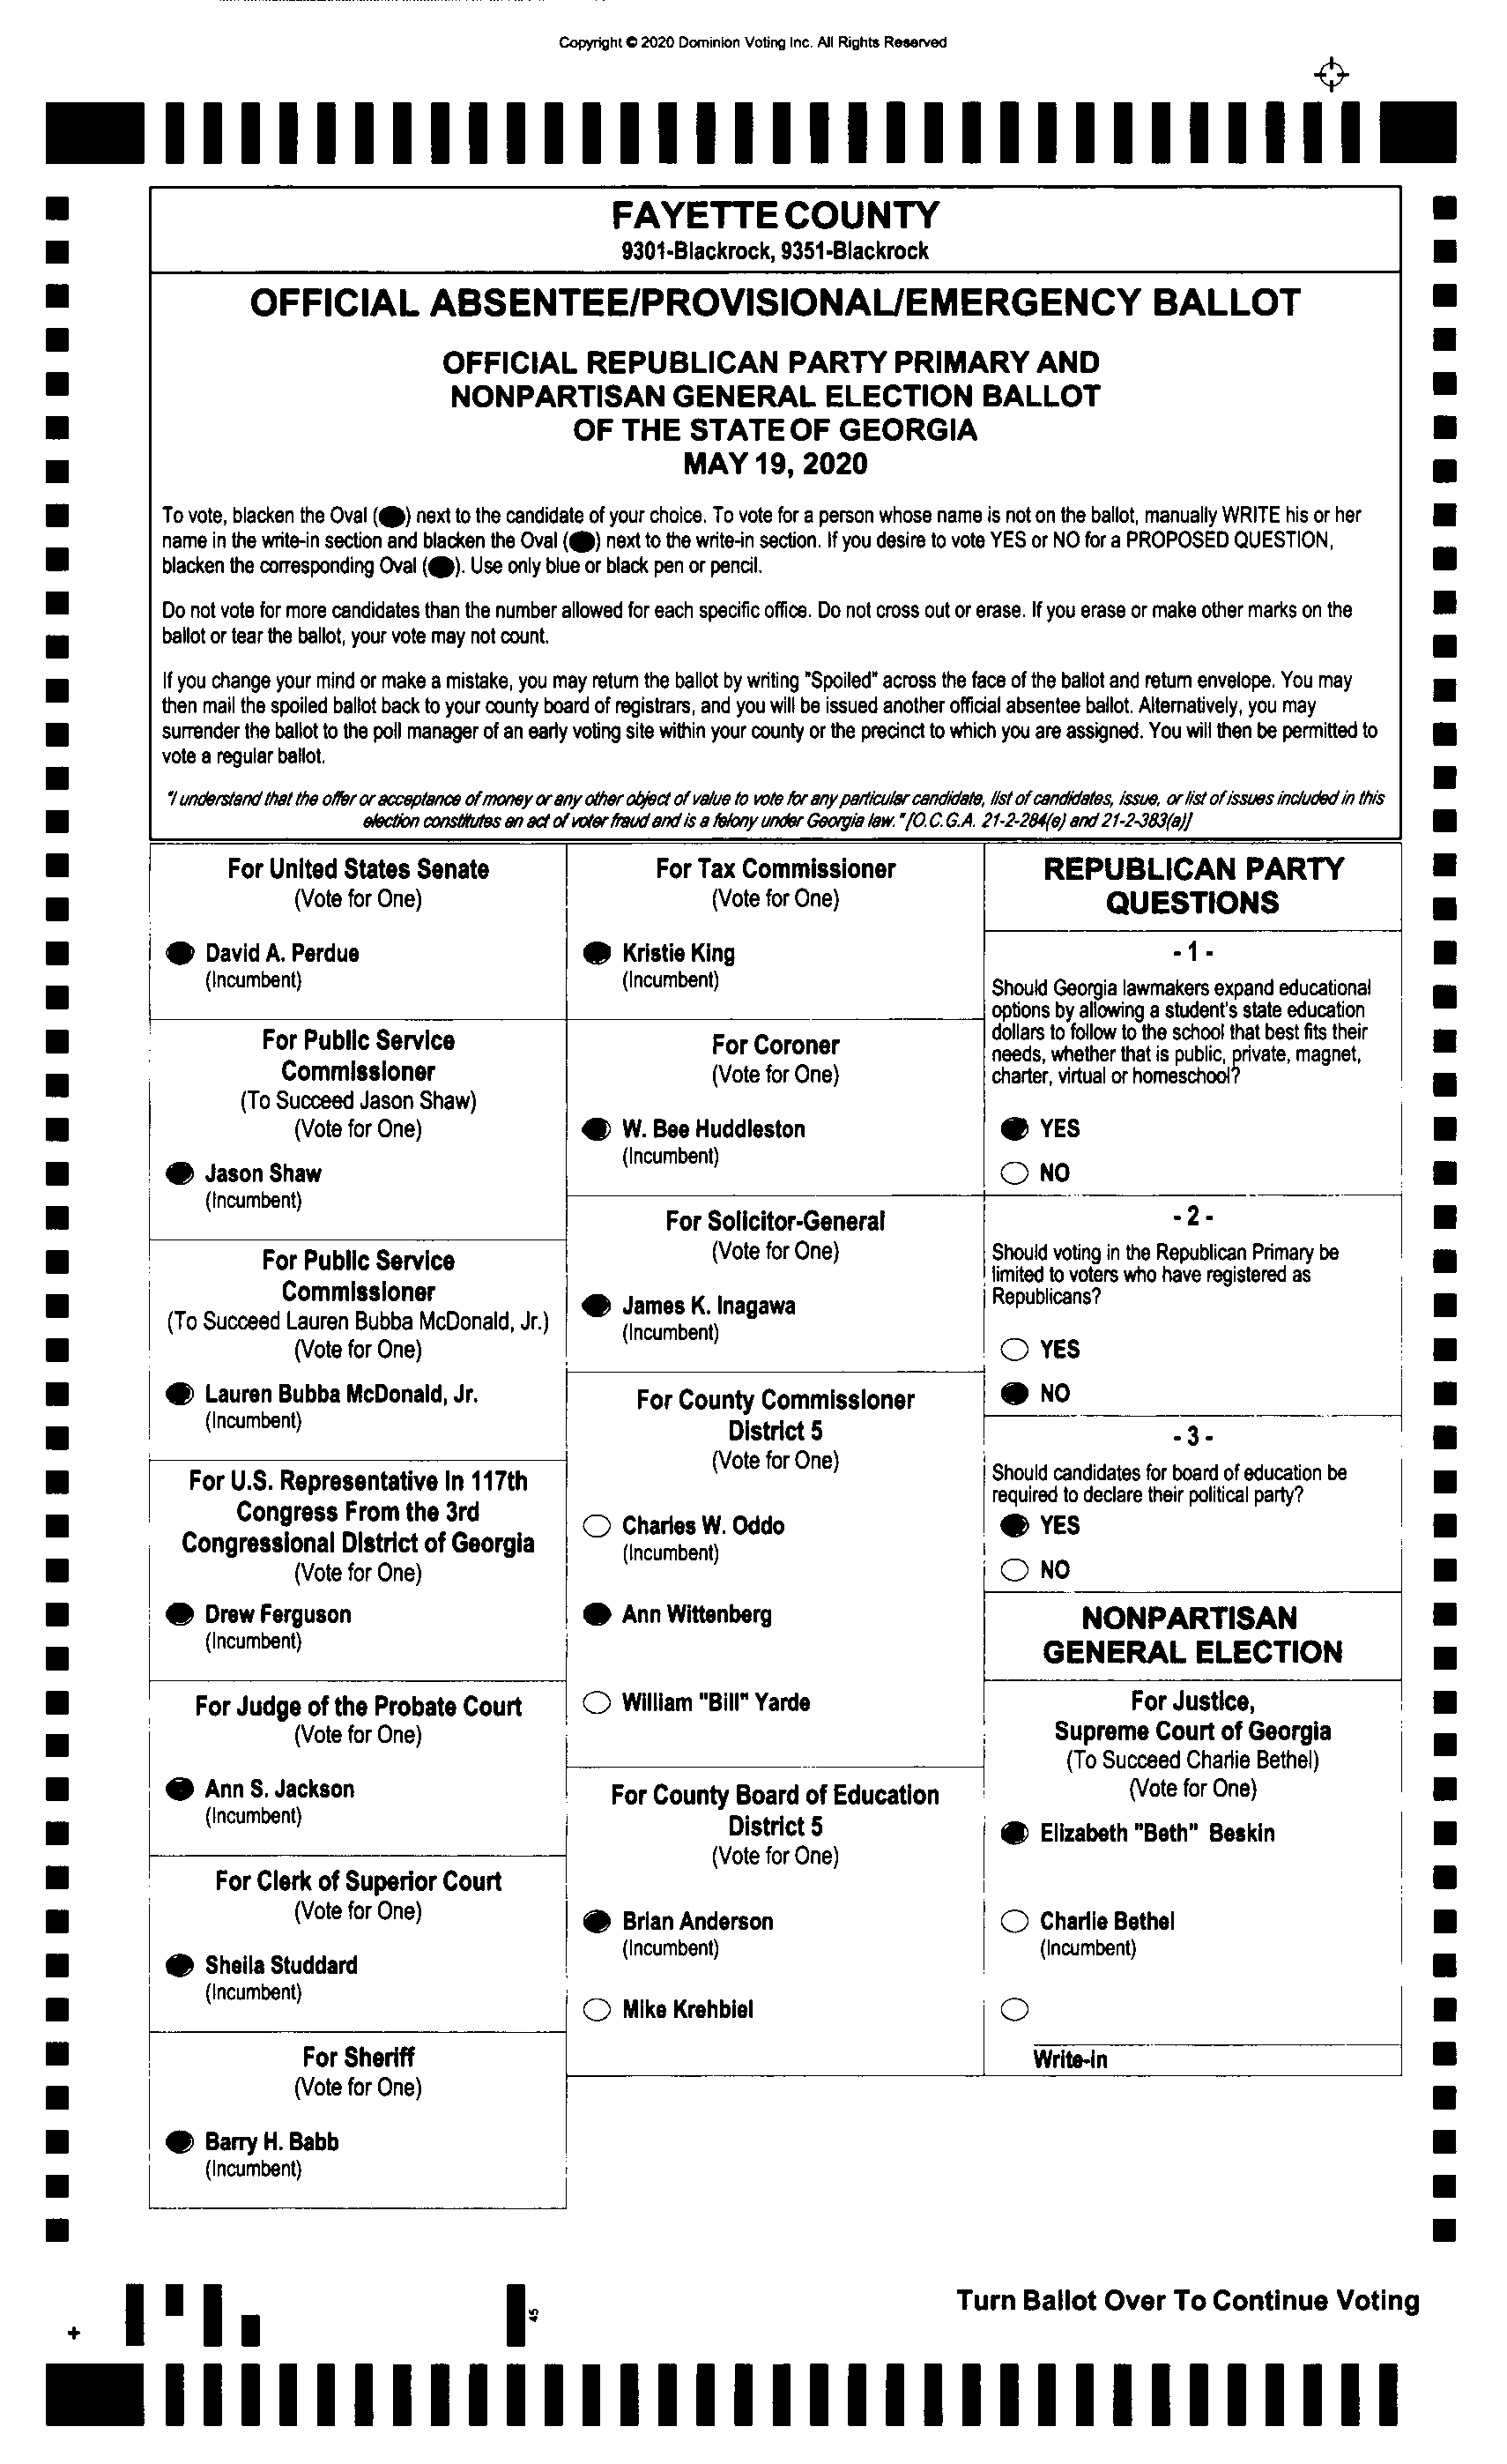 Copyright © 2020 Dominion Voting Inc. All Rights Reserved
FAYETTE COUNTY
9301-Blackrock, 9351-Blackrock
OFFICIAL ABSENTEE/PROVISIONAL/EMERGENCY BALLOT
OFFICIAL REPUBLICAN PARTY PRIMARY AND
NONPARTISAN GENERAL ELECTION BALLOT
OF THE STATE OF GEORGIA
MAY 19, 2020
To vote, blacken the Oval ( ) next to the candidate of your choice. To vote for a person whose name is not on the ballot, manually WRITE his or her
name in the write-in section and blacken the Oval ( ) next to the write-in section. If you desire to vote YES or NO for a PROPOSED QUESTION,
blacken the corresponding Oval ( ). Use only blue or black pen or pencil.
Do not vote for more candidates than the number allowed for each specific office. Do not cross out or erase. If you erase or make other marks on the
ballot or tear the ballot, your vote may not count.
If you change your mind or make a mistake, you may return the ballot by writing "Spoiled" across the face of the ballot and return envelope. You may
then mail the spoiled ballot back to your county board of registrars, and you will be issued another official absentee ballot. Alternatively, you may
surrender the ballot to the poll manager of an early voting site within your county or the precinct to which you are assigned. You will then be permitted to
vote a regular ballot.
"I understand that the offer or acceptance of money or any other object of value to vote for any particular candidate, list of candidates, issue, or list of issues included in this
election constitutes an act of voter fraud and is a felony under Georgia law." [O.C.G.A. 21-2-284(e) and 21-2-383(a)]
For United States Senate
(Vote for One)
David A. Perdue
(Incumbent)
For Public Service
Commissioner
(To Succeed Jason Shaw)
(Vote for One)
Jason Shaw
(Incumbent)
For Public Service
Commissioner
(To Succeed Lauren Bubba McDonald, Jr.)
(Vote for One)
Lauren Bubba McDonald, Jr.
(Incumbent)
For U.S. Representative In 117th
Congress From the 3rd
Congressional District of Georgia
(Vote for One)
Drew Ferguson
(Incumbent)
For Judge of the Probate Court
(Vote for One)
Ann S. Jackson
(Incumbent)
For Clerk of Superior Court
(Vote for One)
Sheila Studdard
(Incumbent)
For Sheriff
(Vote for One)
Barry H. Babb
(Incumbent)
For Tax Commissioner
(Vote for One)
Kristie King
(Incumbent)
For Coroner
(Vote for One)
W. Bee Huddleston
(Incumbent)
For Solicitor-General
(Vote for One)
James K. Inagawa
(Incumbent)
For County Commissioner
District 5
(Vote for One)
Charles W. Oddo
(Incumbent)
Ann Wittenberg
William "Bill" Yarde
For County Board of Education
District 5
(Vote for One)
Brian Anderson
(Incumbent)
Mike Krehbiel
REPUBLICAN PARTY
QUESTIONS
- 1 -
Should Georgia lawmakers expand educational
options by allowing a student's state education
dollars to follow to the school that best fits their
needs, whether that is public, private, magnet,
charter, virtual or homeschool?
YES
NO
- 2 -
Should voting in the Republican Primary be
limited to voters who have registered as
Republicans?
YES
NO
- 3 -
Should candidates for board of education be
required to declare their political party?
YES
NO
NONPARTISAN
GENERAL ELECTION
For Justice,
Supreme Court of Georgia
(To Succeed Charlie Bethel)
(Vote for One)
Elizabeth "Beth" Beskin
Charlie Bethel
(Incumbent)
Write-in
45
Turn Ballot Over To Continue Voting